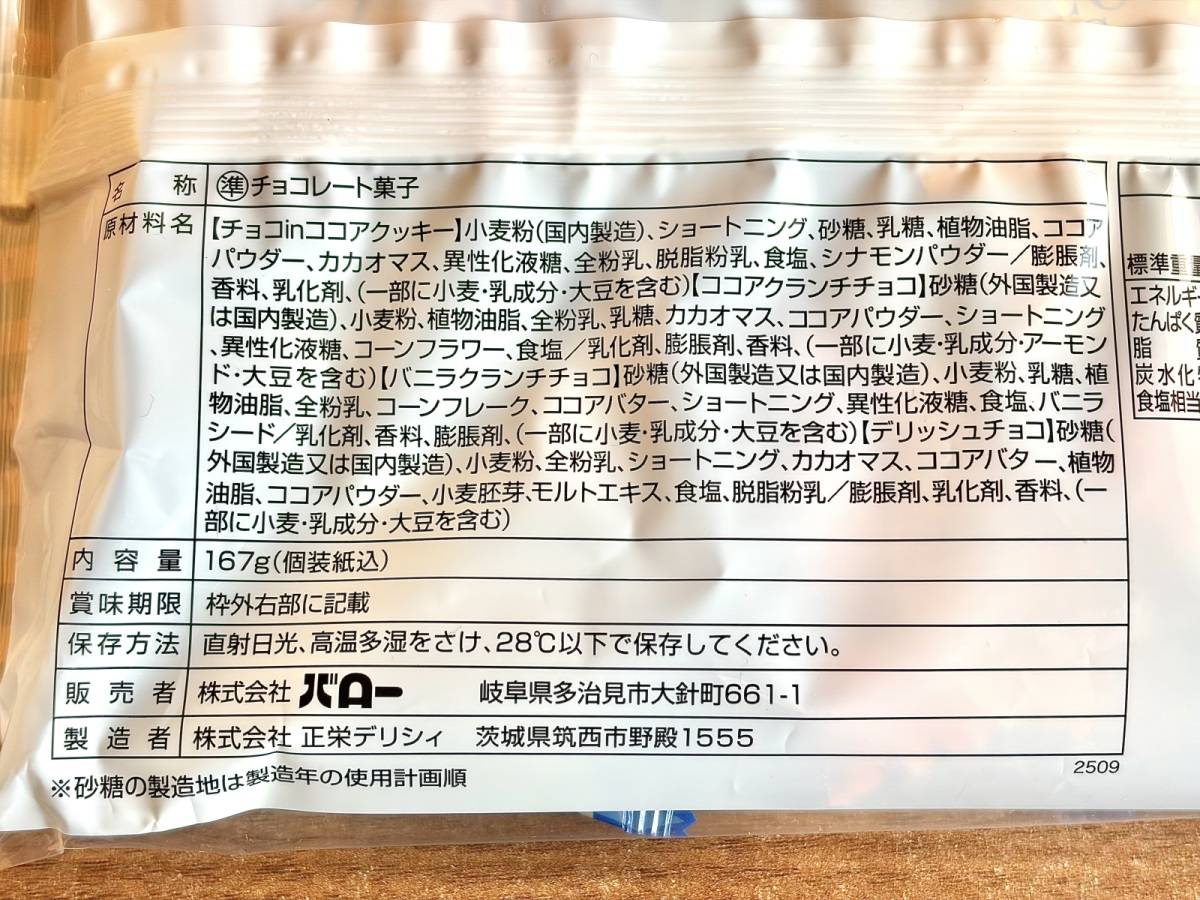 名称 ㊜チョコレート菓子
原材料名 【チョコinココアクッキー】小麦粉(国内製造)、ショートニング、砂糖、乳糖、植物油脂、ココア
パウダー、カカオマス、異性化液糖、全粉乳、脱脂粉乳、食塩、シナモンパウダー／膨脹剤、
香料、乳化剤、(一部に小麦・乳成分・大豆を含む)【ココアクランチチョコ】砂糖(外国製造又
は国内製造)、小麦粉、植物油脂、全粉乳、乳糖、カカオマス、ココアパウダー、ショートニング
、異性化液糖、コーンフラワー、食塩／乳化剤、膨脹剤、香料、(一部に小麦・乳成分・アーモン
ド・大豆を含む)【バニラクランチチョコ】砂糖(外国製造又は国内製造)、小麦粉、乳糖、植
物油脂、全粉乳、コーンフレーク、ココアバター、ショートニング、異性化液糖、食塩、バニラ
シード／乳化剤、香料、膨脹剤、(一部に小麦・乳成分・大豆を含む)【デリッシュチョコ】砂糖(
外国製造又は国内製造)、小麦粉、全粉乳、ショートニング、カカオマス、ココアバター、植物
油脂、ココアパウダー、小麦胚芽、モルトエキス、食塩、脱脂粉乳／膨脹剤、乳化剤、香料、(一
部に小麦・乳成分・大豆を含む)
内容量 167g(個装紙込)
賞味期限 枠外右部に記載
保存方法 直射日光、高温多湿をさけ、28℃以下で保存してください。
販売者 株式会社 バロー 岐阜県多治見市大針町661-1
製造者 株式会社 正栄デリシィ 茨城県筑西市野殿1555
2509
※砂糖の製造地は製造年の使用計画順
標準重
エネルギ
たんぱく
脂
炭水化
食塩相当